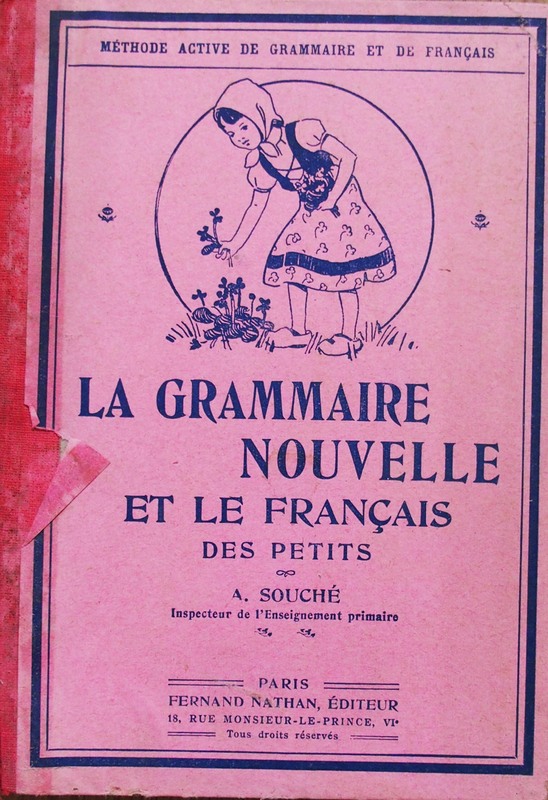 MÉTHODE ACTIVE DE GRAMMAIRE ET DE FRANÇAIS
LA GRAMMAIRE
NOUVELLE
ET LE FRANÇAIS
DES PETITS
A. SOUCHÉ
Inspecteur de l'Enseignement primaire
PARIS
FERNAND NATHAN, ÉDITEUR
18, RUE MONSIEUR-LE-PRINCE, VIe
Tous droits réservés